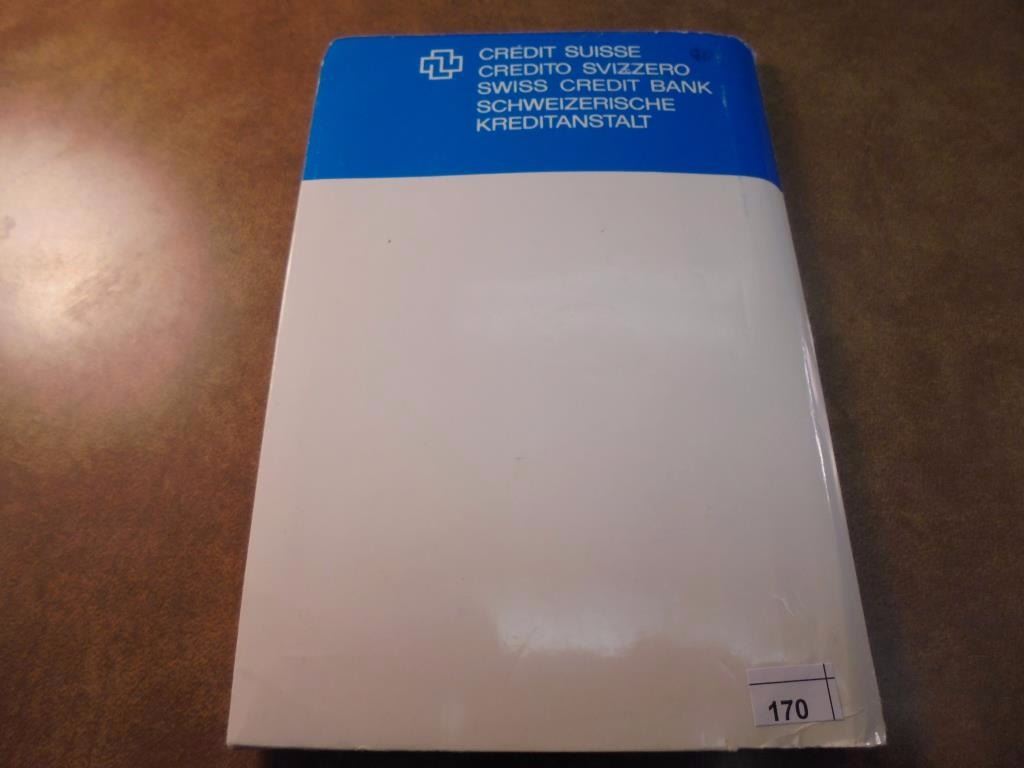 CRÉDIT SUISSE
CREDITO SVIZZERO
SWISS CREDIT BANK
SCHWEIZERISCHE
KREDITANSTALT
170